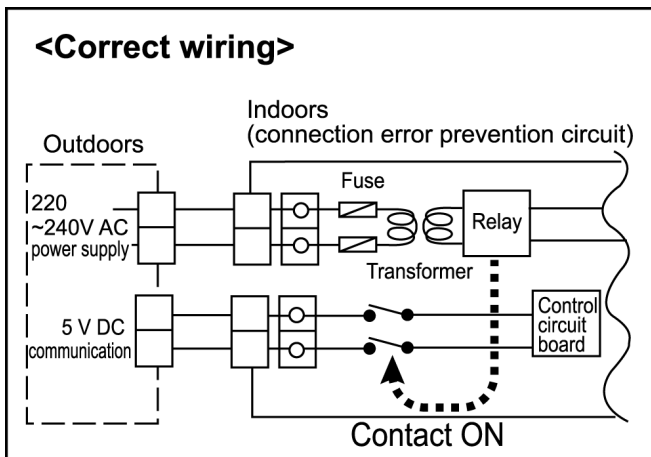 <Correct wiring>
Indoors
(connection error prevention circuit)
Outdoors
220
~240V AC
power supply
Fuse
Relay
Transformer
5 V DC
communication
Control
circuit
board
Contact ON